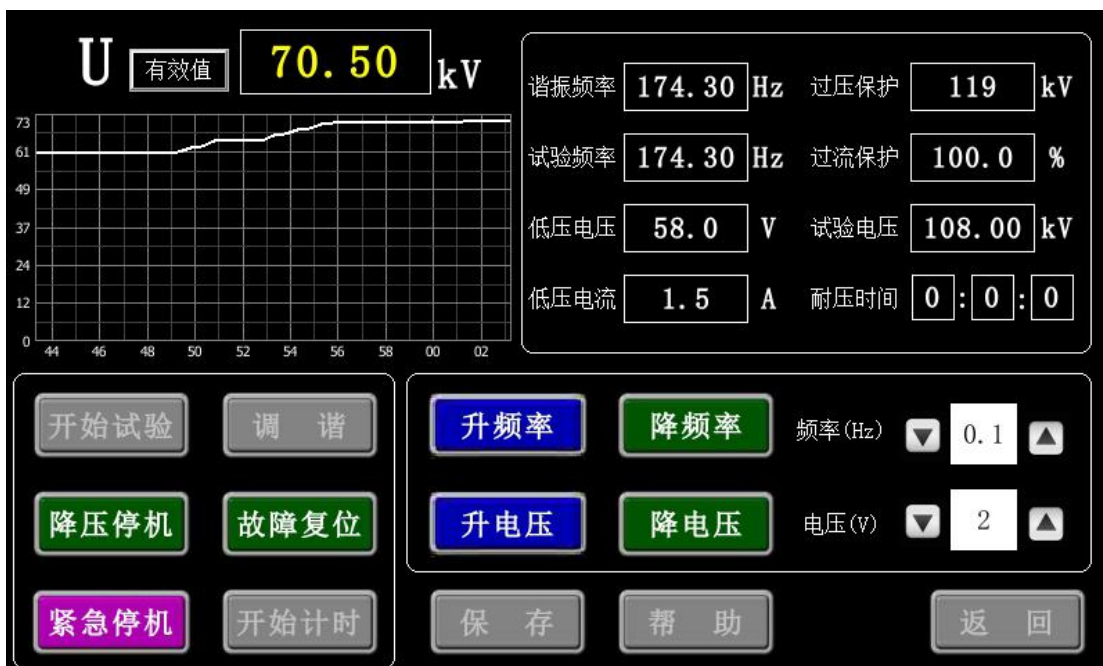 U 有效值 70.50 kV
谐振频率 174.30 Hz 过压保护 119 kV
试验频率 174.30 Hz 过流保护 100.0 %
低压电压 58.0 V 试验电压 108.00 kV
低压电流 1.5 A 耐压时间 0 : 0 : 0
73
61
49
37
24
12
0
44 46 48 50 52 54 56 58 00 02
开始试验 调 谐
降压停机 故障复位
紧急停机 开始计时
升频率 降频率 频率(Hz) 0.1
升电压 降电压 电压(V) 2
保 存 帮 助 返 回